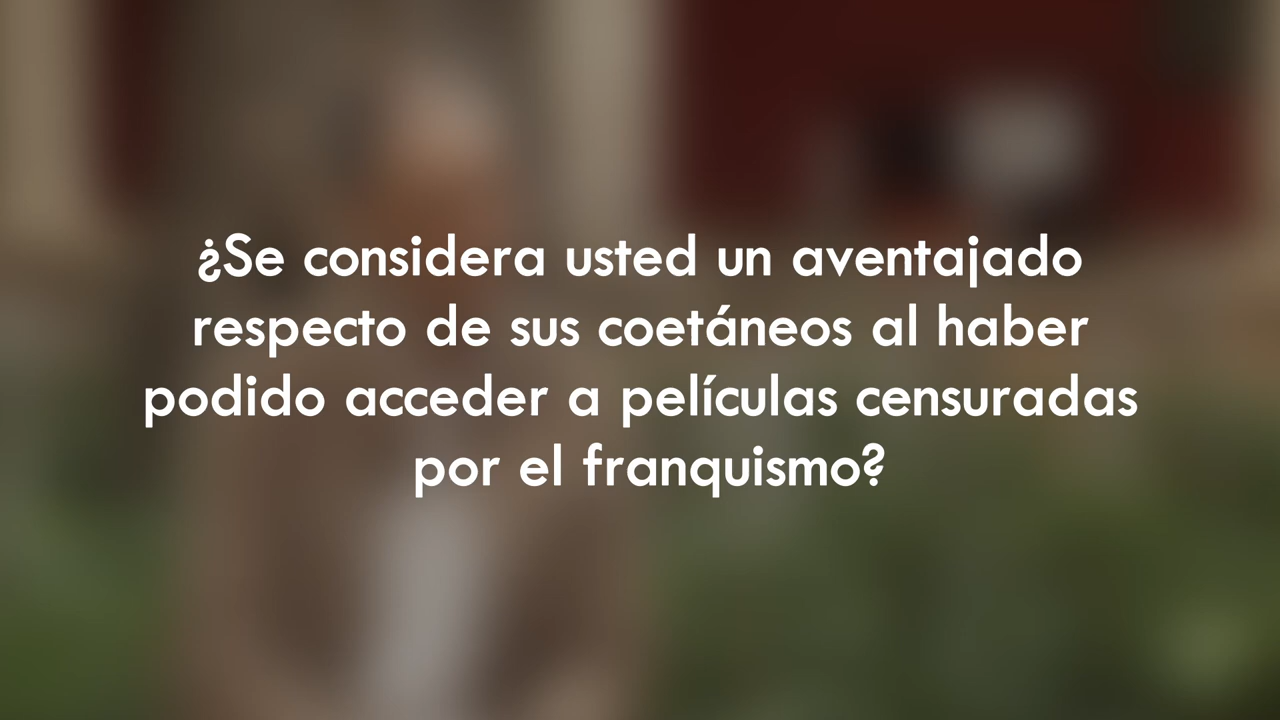 ¿Se considera usted un aventajado
respecto de sus coetáneos al haber
podido acceder a películas censuradas
por el franquismo?